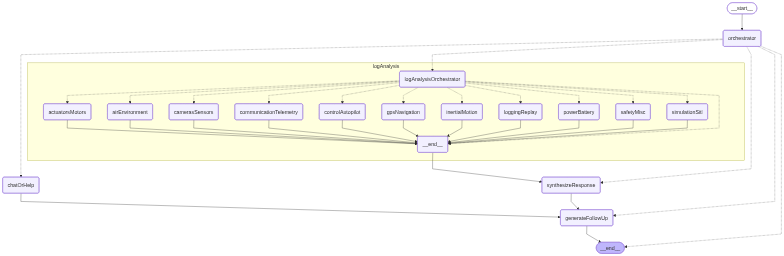 __start__
orchestrator
logAnalysis
logAnalysisOrchestrator
actuatorsMotors
airEnvironment
camerasSensors
communicationTelemetry
controlAutopilot
gpsNavigation
inertialMotion
loggingReplay
powerBattery
safetyMisc
simulationSitl
__end__
chatOrHelp
synthesizeResponse
generateFollowUp
__end__